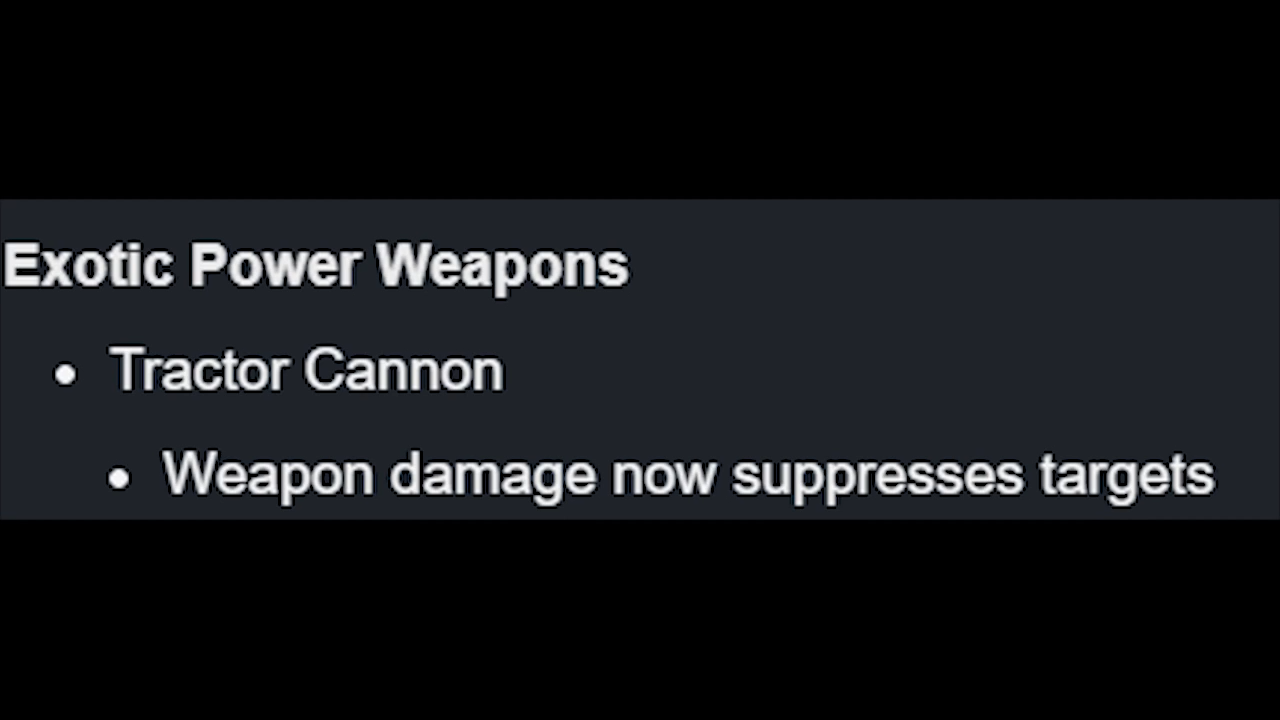 Exotic Power Weapons
• Tractor Cannon
• Weapon damage now suppresses targets